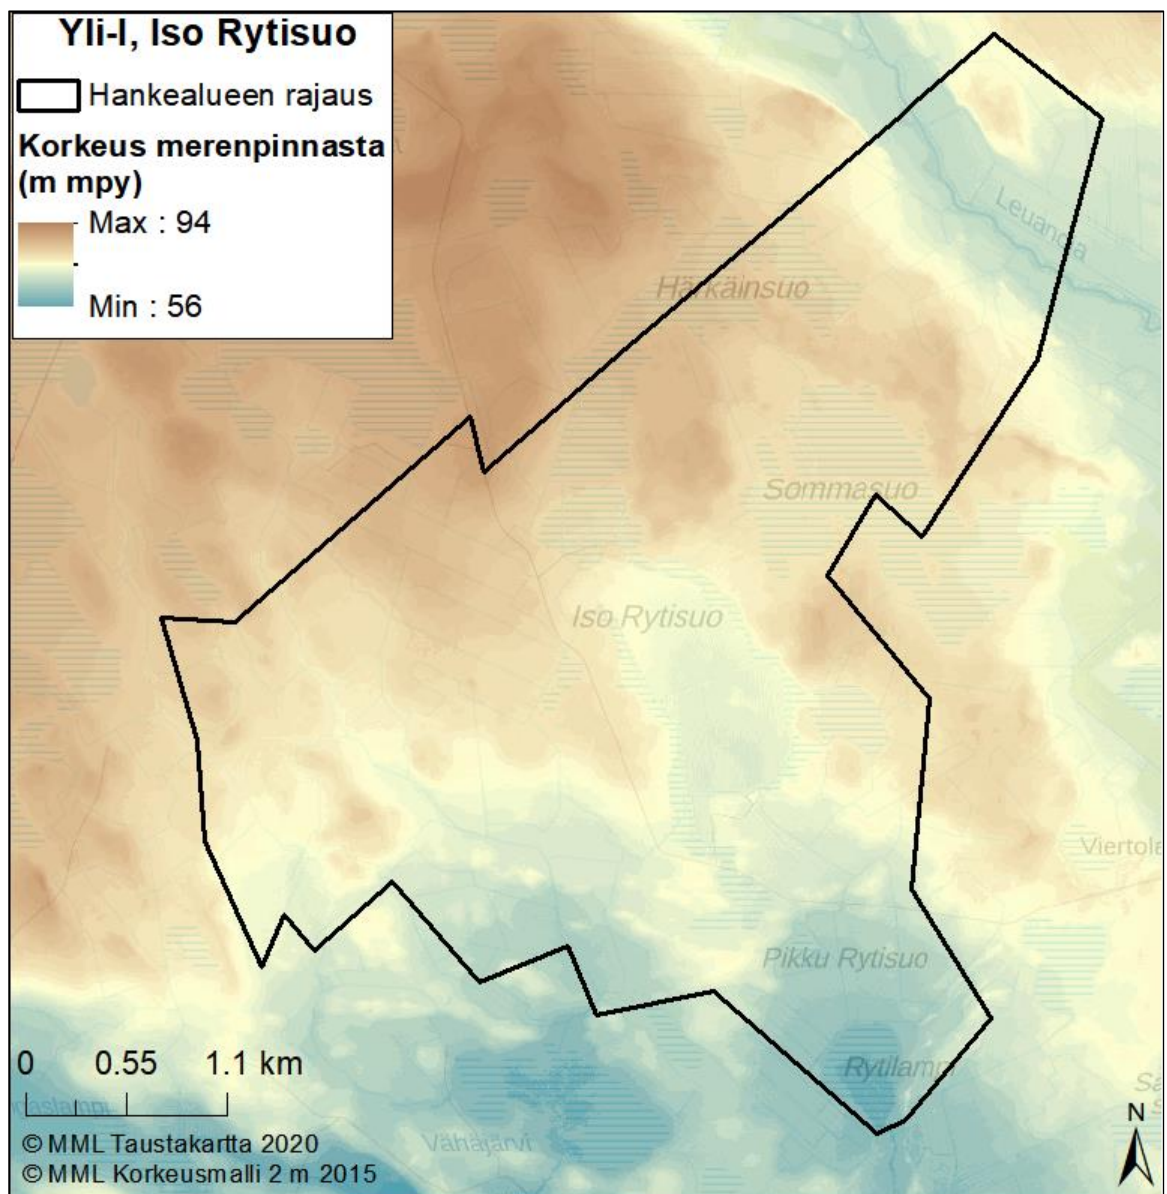 Yli-I, Iso Rytisuo
Hankealueen rajaus
Korkeus merenpinnasta
(m mpy)
Max : 94
Min : 56
Leuanoja
Härkäinsuo
Sommasuo
Iso Rytisuo
Viertola
Pikku Rytisuo
Rytilampi
Vähäjärvi
0 0.55 1.1 km
N
© MML Taustakartta 2020
© MML Korkeusmalli 2 m 2015